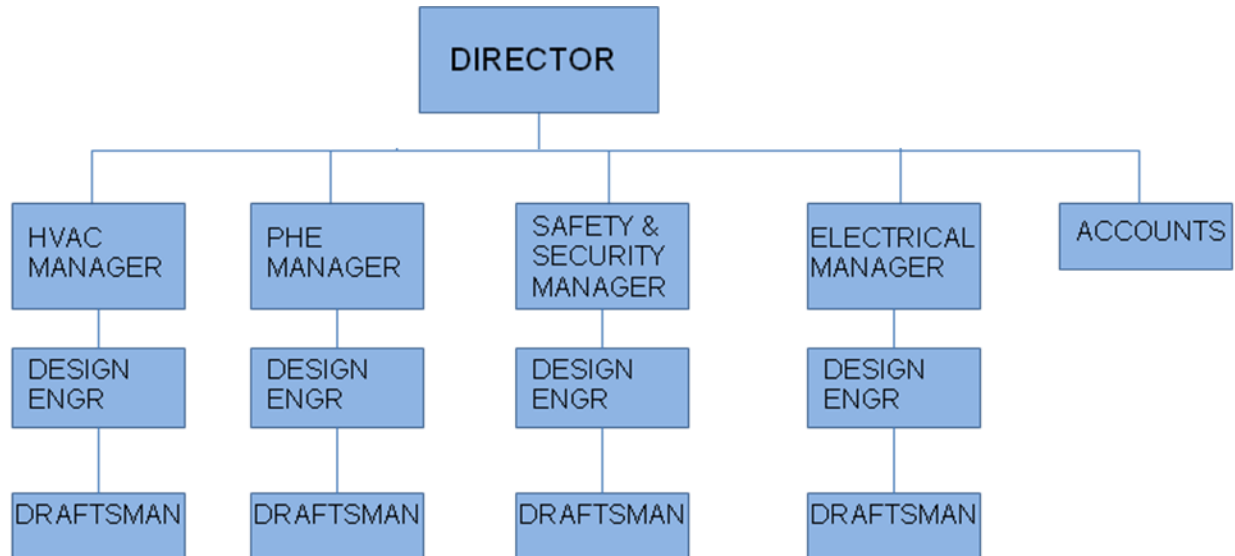 DIRECTOR
HVAC
MANAGER
PHE
MANAGER
SAFETY &
SECURITY
MANAGER
ELECTRICAL
MANAGER
ACCOUNTS
DESIGN
ENGR
DESIGN
ENGR
DESIGN
ENGR
DESIGN
ENGR
DRAFTSMAN
DRAFTSMAN
DRAFTSMAN
DRAFTSMAN